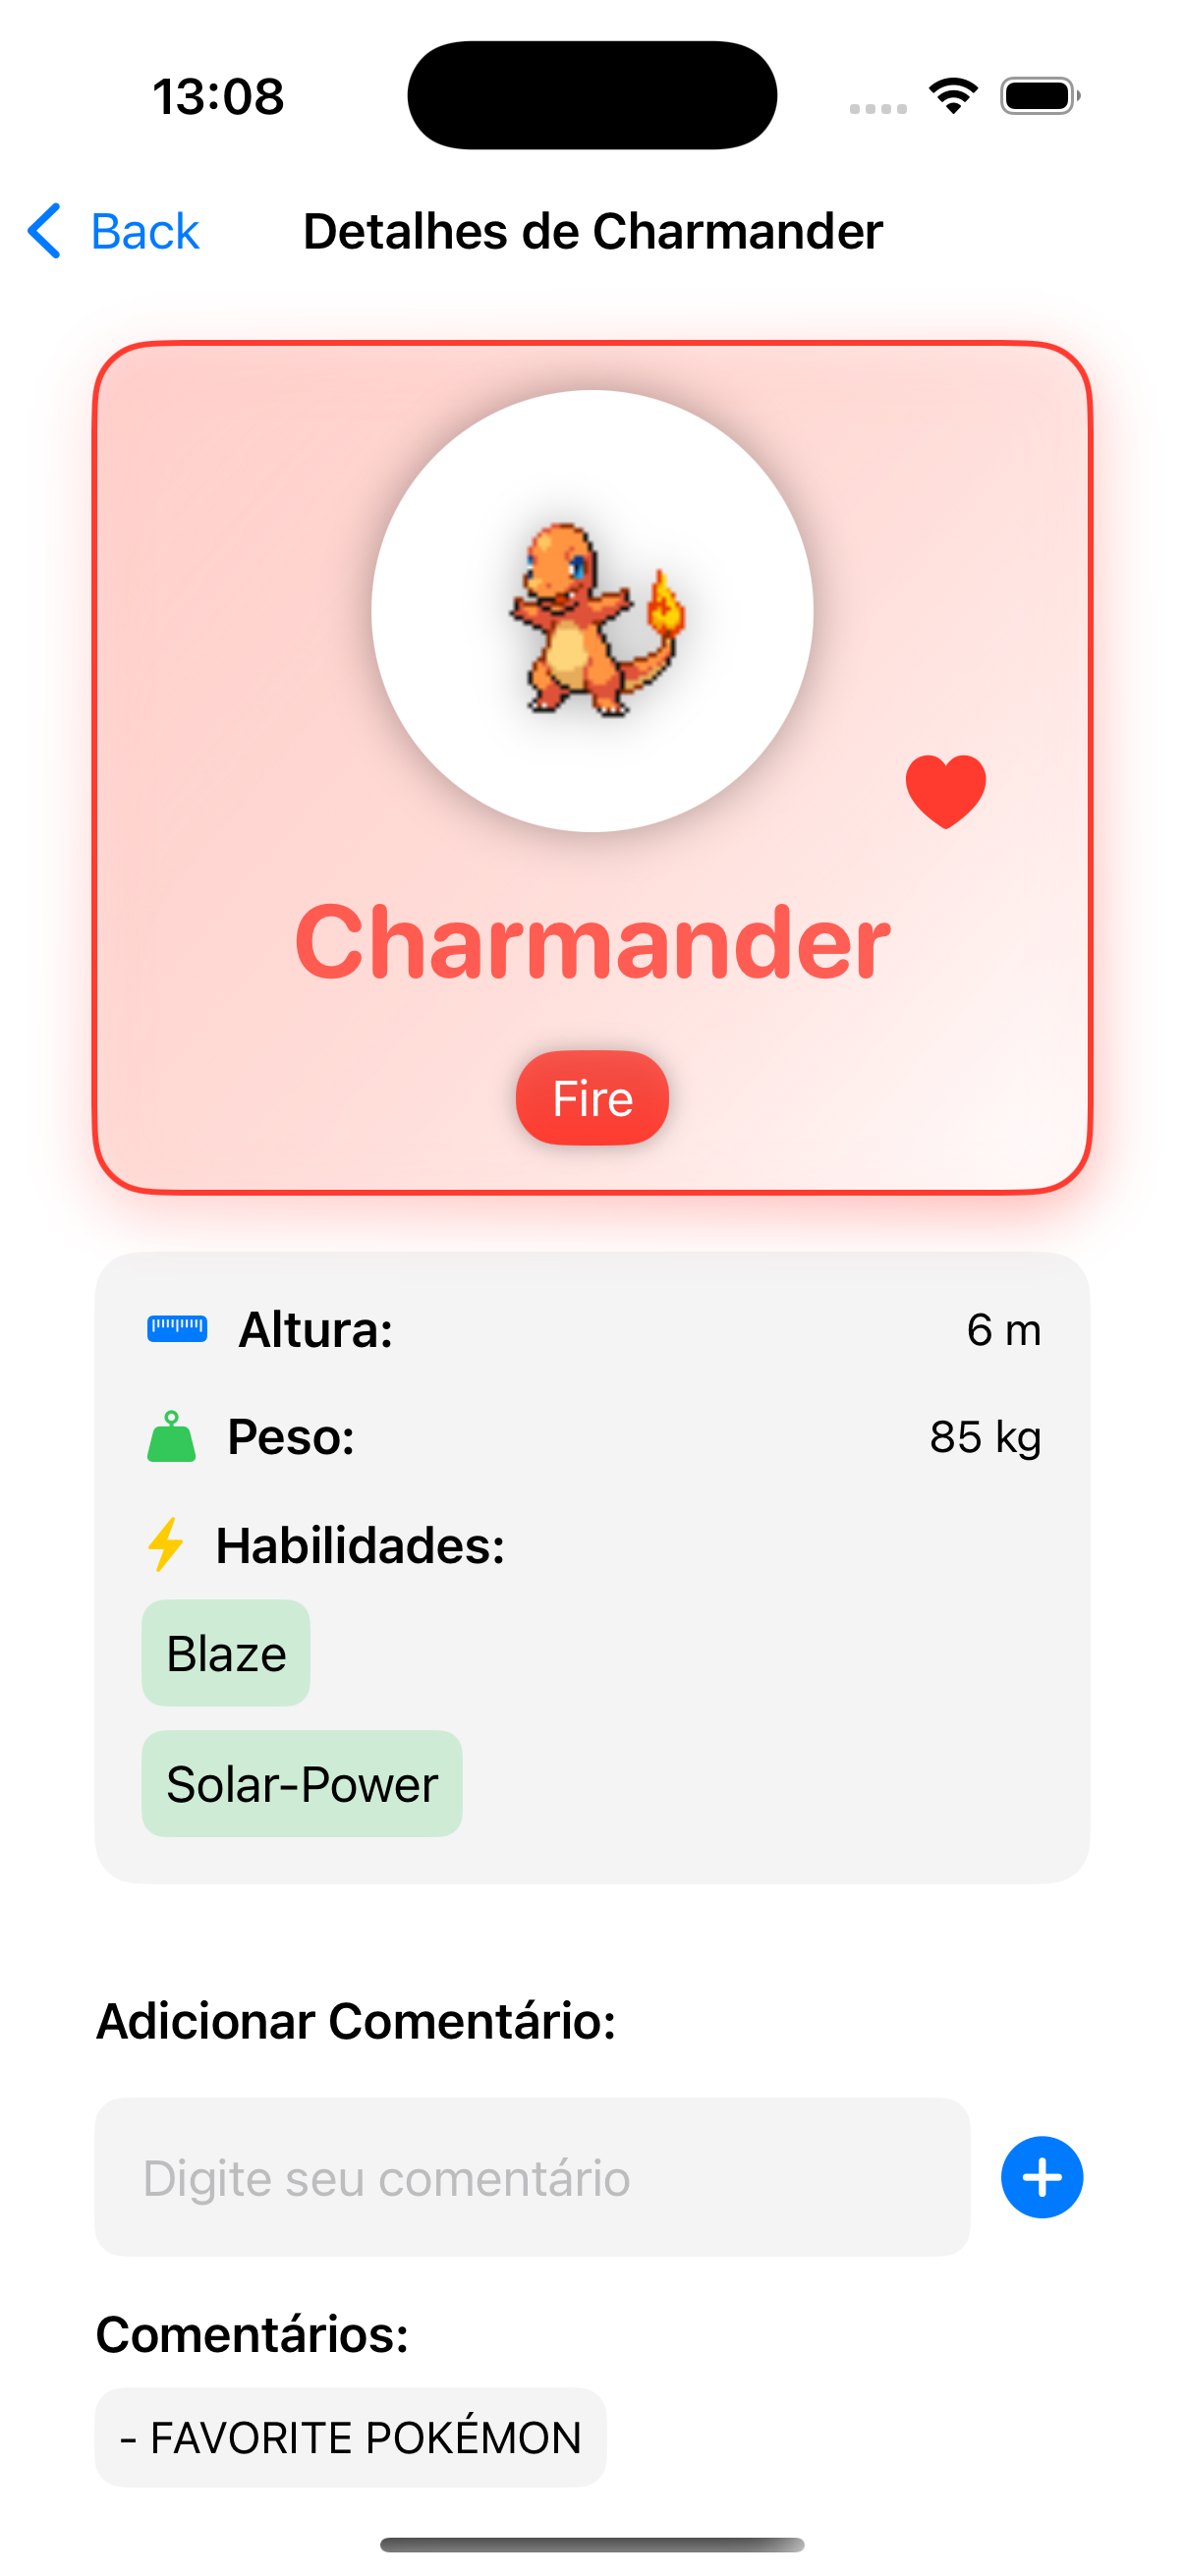 13:08
Back
Detalhes de Charmander
Charmander
Fire
Altura:
6 m
Peso:
85 kg
Habilidades:
Blaze
Solar-Power
Adicionar Comentário:
Digite seu comentário
Comentários:
- FAVORITE POKÉMON